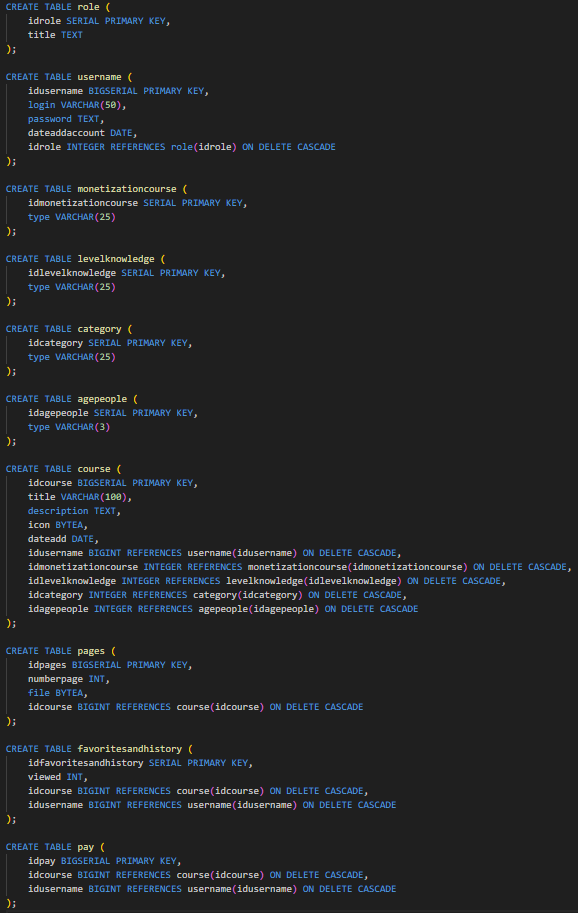 CREATE TABLE role (
    idrole SERIAL PRIMARY KEY,
    title TEXT
);

CREATE TABLE username (
    idusername BIGSERIAL PRIMARY KEY,
    login VARCHAR(50),
    password TEXT,
    dateaddaccount DATE,
    idrole INTEGER REFERENCES role(idrole) ON DELETE CASCADE
);

CREATE TABLE monetizationcourse (
    idmonetizationcourse SERIAL PRIMARY KEY,
    type VARCHAR(25)
);

CREATE TABLE levelknowledge (
    idlevelknowledge SERIAL PRIMARY KEY,
    type VARCHAR(25)
);

CREATE TABLE category (
    idcategory SERIAL PRIMARY KEY,
    type VARCHAR(25)
);

CREATE TABLE agepeople (
    idagepeople SERIAL PRIMARY KEY,
    type VARCHAR(3)
);

CREATE TABLE course (
    idcourse BIGSERIAL PRIMARY KEY,
    title VARCHAR(100),
    description TEXT,
    icon BYTEA,
    dateadd DATE,
    idusername BIGINT REFERENCES username(idusername) ON DELETE CASCADE,
    idmonetizationcourse INTEGER REFERENCES monetizationcourse(idmonetizationcourse) ON DELETE CASCADE,
    idlevelknowledge INTEGER REFERENCES levelknowledge(idlevelknowledge) ON DELETE CASCADE,
    idcategory INTEGER REFERENCES category(idcategory) ON DELETE CASCADE,
    idagepeople INTEGER REFERENCES agepeople(idagepeople) ON DELETE CASCADE
);

CREATE TABLE pages (
    idpages BIGSERIAL PRIMARY KEY,
    numberpage INT,
    file BYTEA,
    idcourse BIGINT REFERENCES course(idcourse) ON DELETE CASCADE
);

CREATE TABLE favoritesandhistory (
    idfavoritesandhistory SERIAL PRIMARY KEY,
    viewed INT,
    idcourse BIGINT REFERENCES course(idcourse) ON DELETE CASCADE,
    idusername BIGINT REFERENCES username(idusername) ON DELETE CASCADE
);

CREATE TABLE pay (
    idpay BIGSERIAL PRIMARY KEY,
    idcourse BIGINT REFERENCES course(idcourse) ON DELETE CASCADE,
    idusername BIGINT REFERENCES username(idusername) ON DELETE CASCADE
);